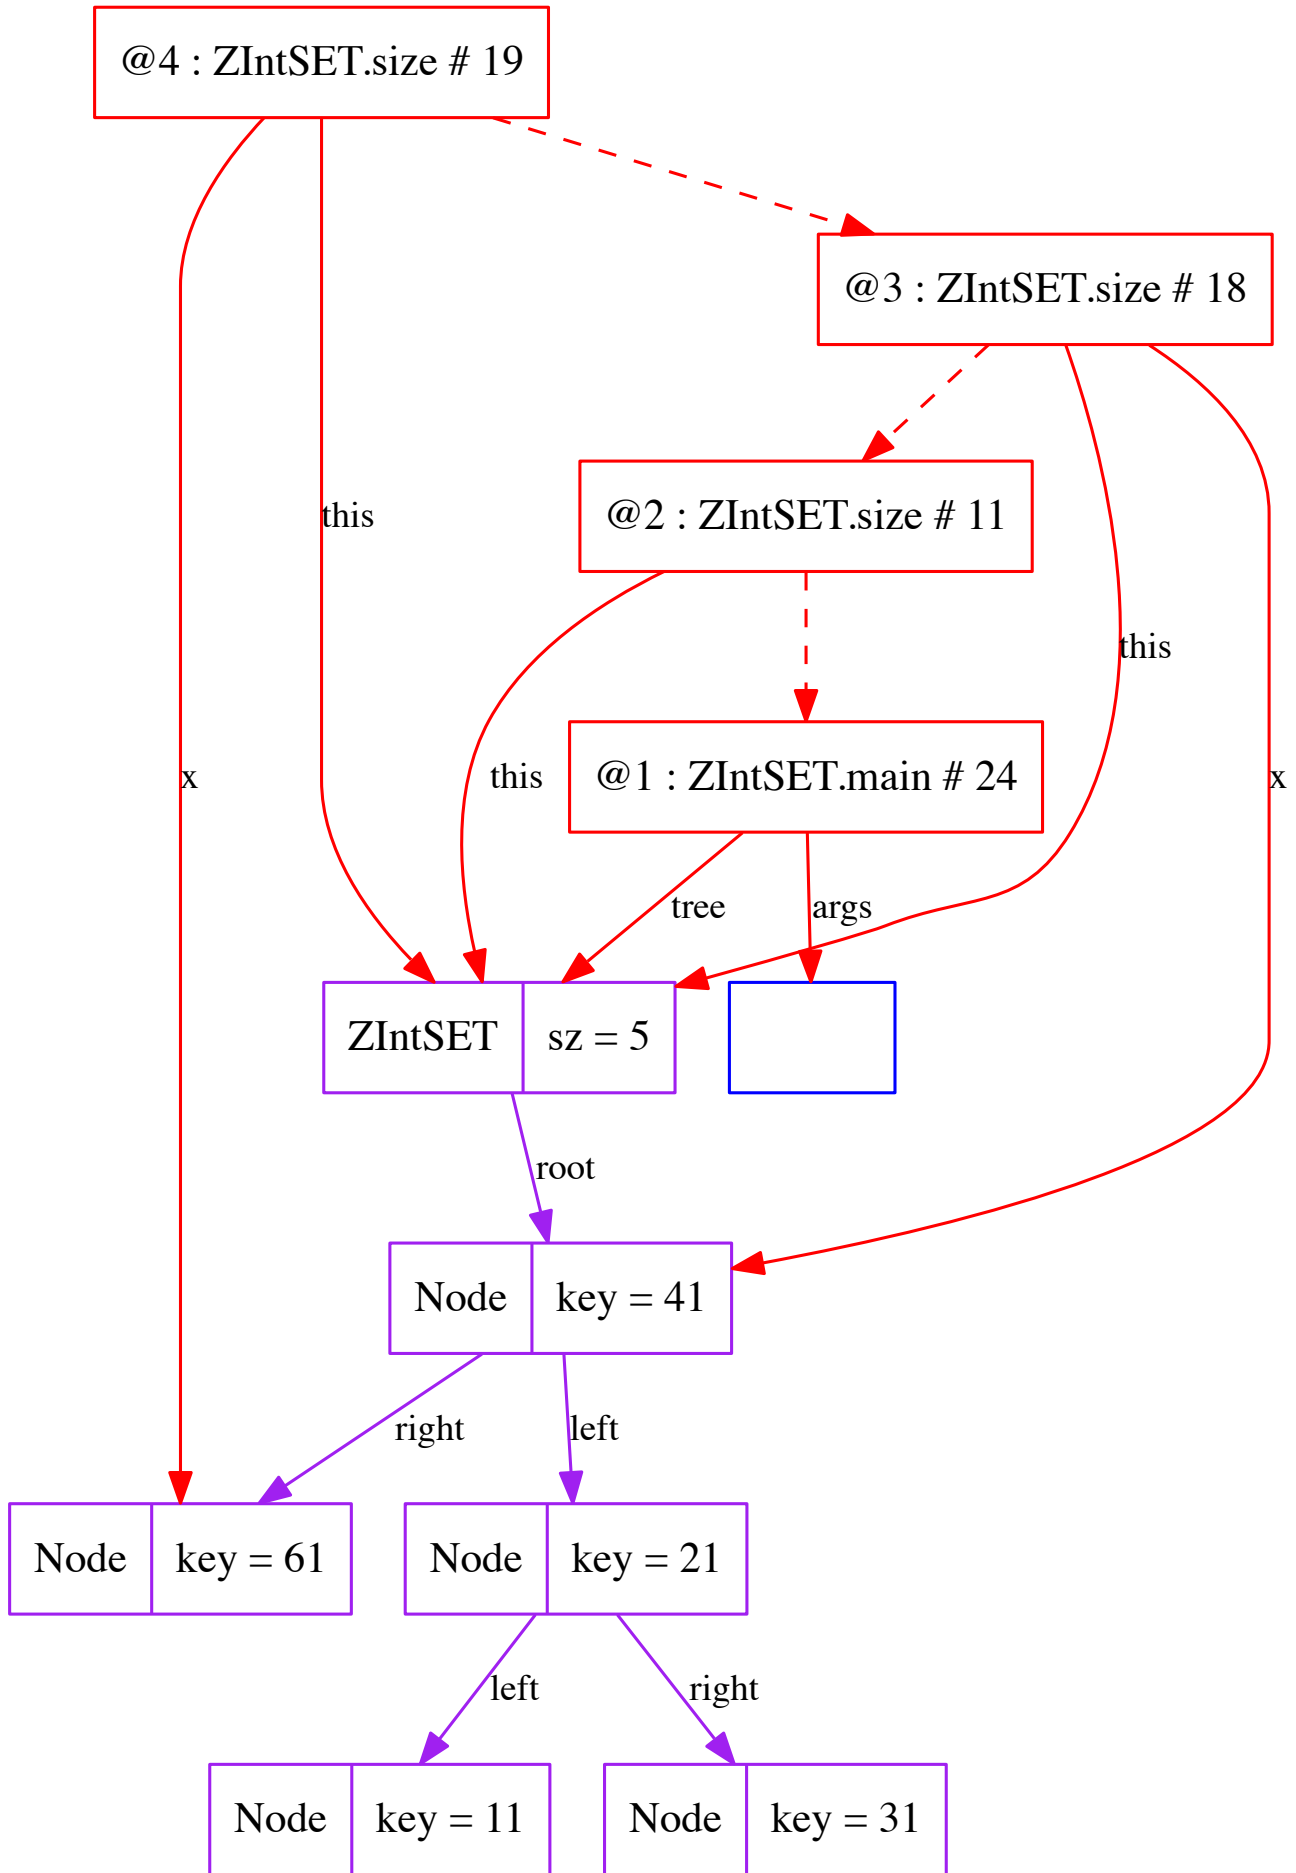 @4 : ZIntSET.size # 19
@3 : ZIntSET.size # 18
@2 : ZIntSET.size # 11
this
this
@1 : ZIntSET.main # 24
x
this
x
tree
args
ZIntSET
sz = 5
root
Node
key = 41
right
left
Node
key = 61
Node
key = 21
left
right
Node
key = 11
Node
key = 31